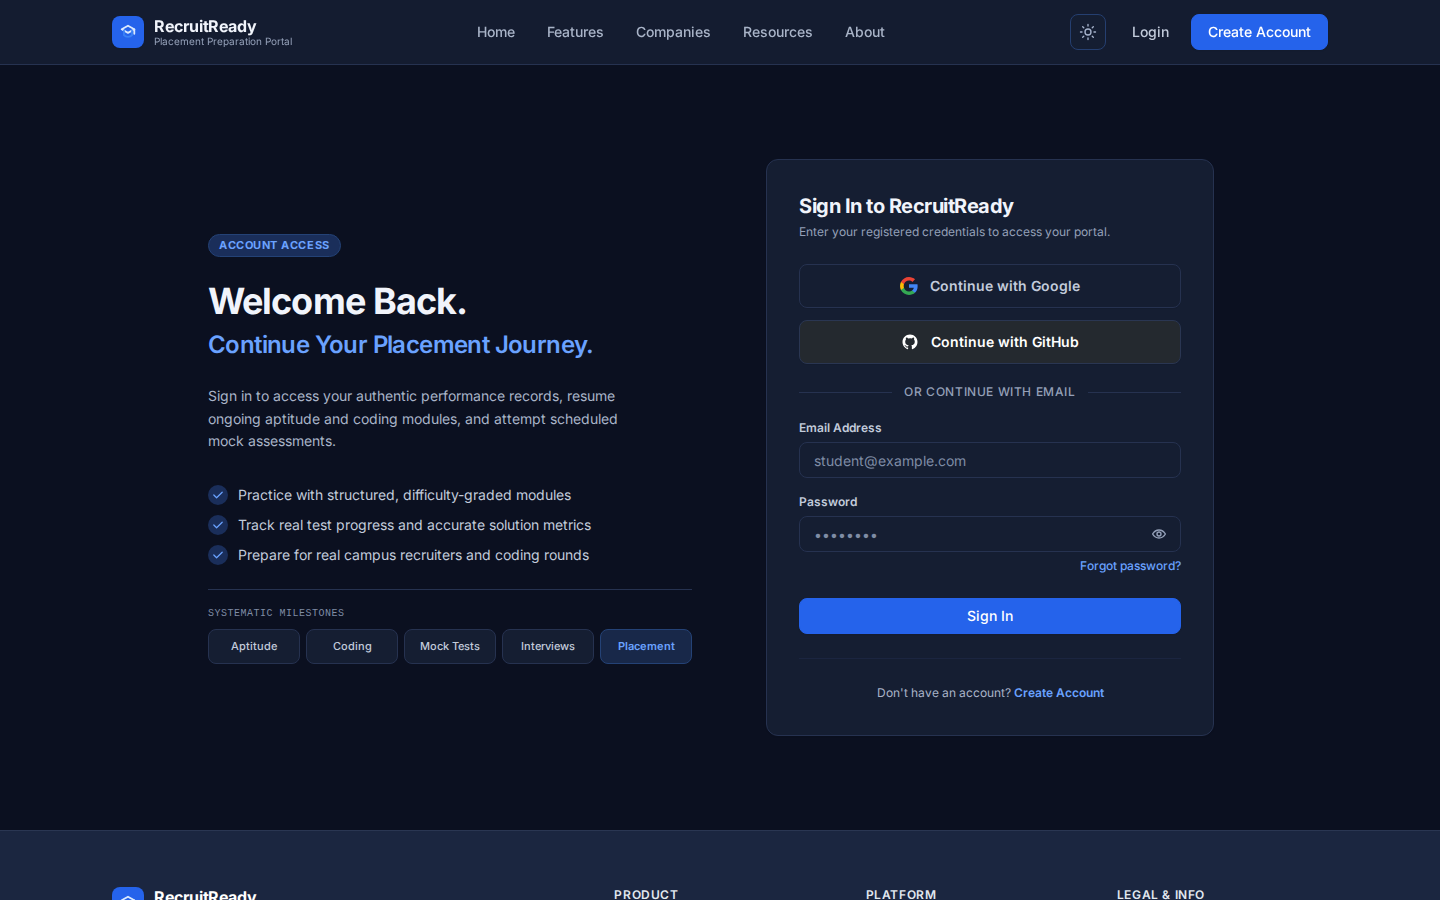 RecruitReady
Placement Preparation Portal
Home
Features
Companies
Resources
About
Login
Create Account
ACCOUNT ACCESS
Welcome Back.
Continue Your Placement Journey.
Sign in to access your authentic performance records, resume
ongoing aptitude and coding modules, and attempt scheduled
mock assessments.
Practice with structured, difficulty-graded modules
Track real test progress and accurate solution metrics
Prepare for real campus recruiters and coding rounds
SYSTEMATIC MILESTONES
Aptitude
Coding
Mock Tests
Interviews
Placement
Sign In to RecruitReady
Enter your registered credentials to access your portal.
Continue with Google
Continue with GitHub
OR CONTINUE WITH EMAIL
Email Address
student@example.com
Password
••••••••
Forgot password?
Sign In
Don't have an account? Create Account
RecruitReady
PRODUCT
PLATFORM
LEGAL & INFO